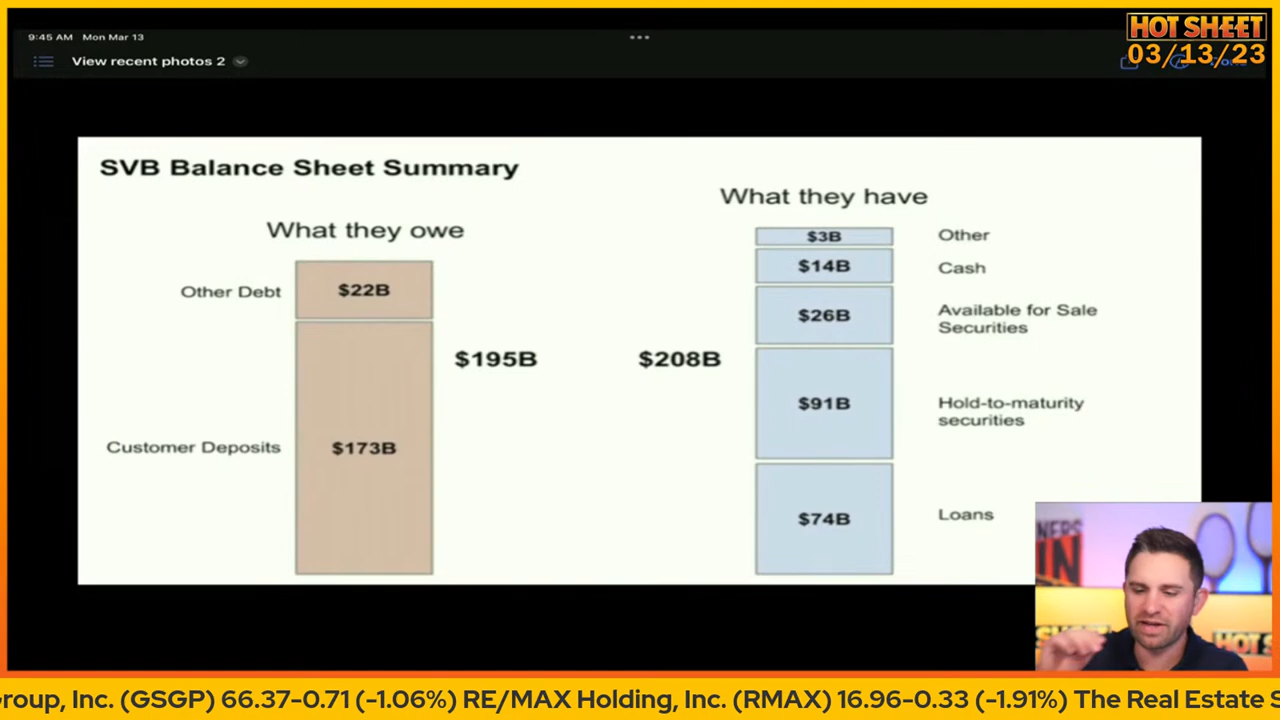 9:45 AM Mon Mar 13
HOT SHEET
03/13/23
View recent photos 2
SVB Balance Sheet Summary
What they owe
What they have
Other Debt
$22B
Customer Deposits
$173B
$195B
$208B
$3B
Other
$14B
Cash
$26B
Available for Sale
Securities
$91B
Hold-to-maturity
securities
$74B
Loans
IN
HOT
roup, Inc. (GSGP) 66.37-0.71 (-1.06%) RE/MAX Holding, Inc. (RMAX) 16.96-0.33 (-1.91%) The Real Estate S